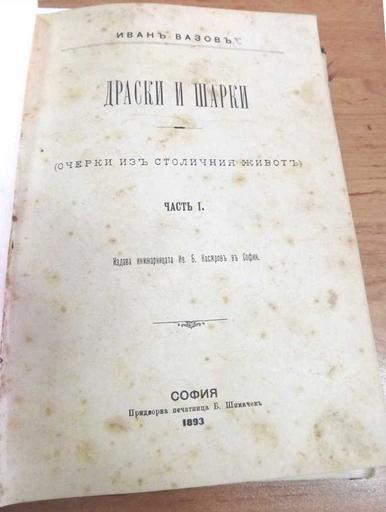 ИВАНЪ ВАЗОВЪ
ДРАСКИ И ШАРКИ
(ОЧЕРКИ ИЗЪ СТОЛИЧНИЯ ЖИВОТЪ)
ЧАСТЬ I.
Издава книжарницата Ив. Б. Касѫровъ въ София.
СОФИЯ
Придворна печатница Б. Шимачекъ
1893